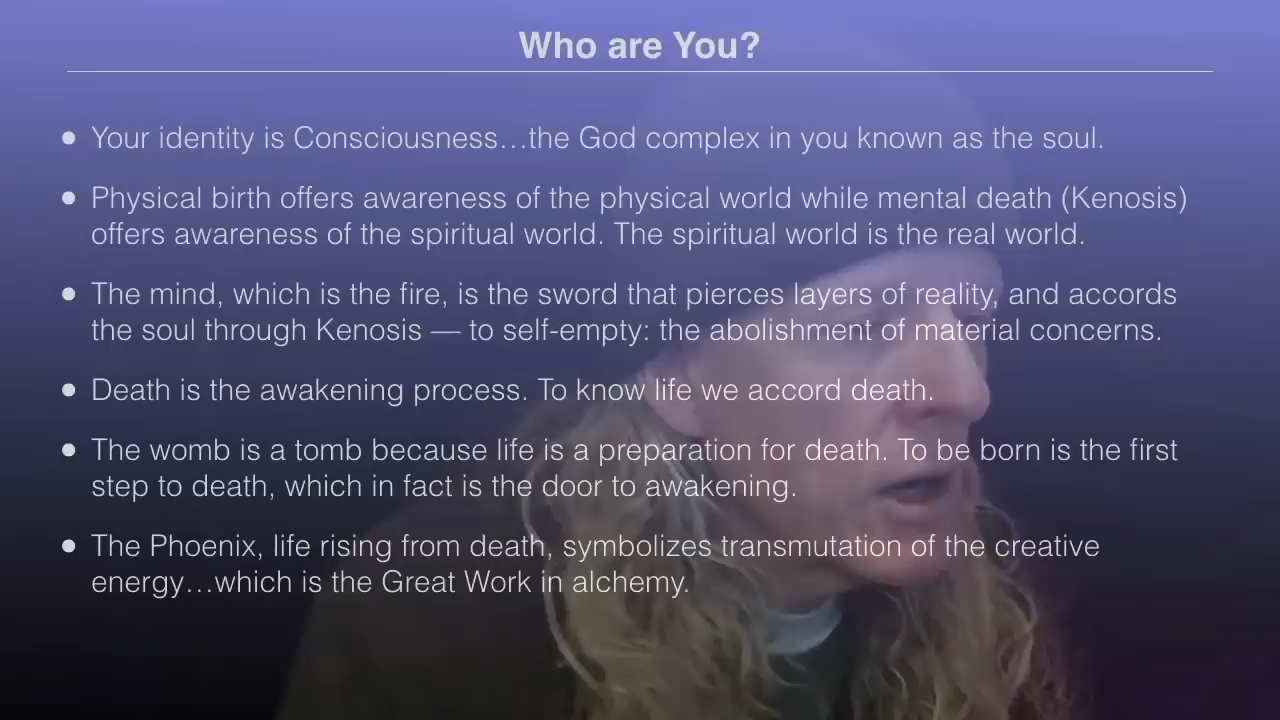 Who are You?
• Your identity is Consciousness…the God complex in you known as the soul.
• Physical birth offers awareness of the physical world while mental death (Kenosis)
offers awareness of the spiritual world. The spiritual world is the real world.
• The mind, which is the fire, is the sword that pierces layers of reality, and accords
the soul through Kenosis — to self-empty: the abolishment of material concerns.
• Death is the awakening process. To know life we accord death.
• The womb is a tomb because life is a preparation for death. To be born is the first
step to death, which in fact is the door to awakening.
• The Phoenix, life rising from death, symbolizes transmutation of the creative
energy…which is the Great Work in alchemy.